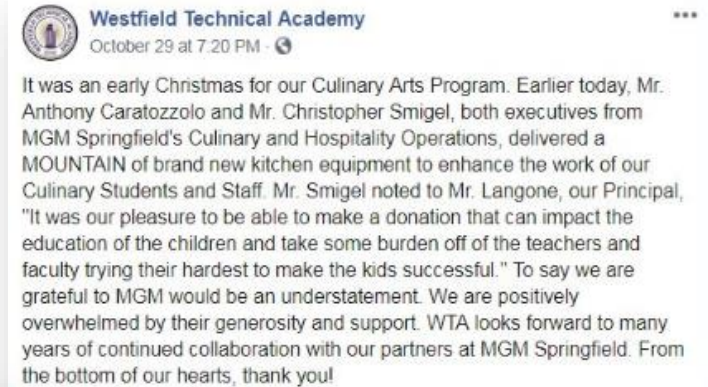 Westfield Technical Academy
October 29 at 7:20 PM ·
It was an early Christmas for our Culinary Arts Program. Earlier today, Mr.
Anthony Caratozzolo and Mr. Christopher Smigel, both executives from
MGM Springfield's Culinary and Hospitality Operations, delivered a
MOUNTAIN of brand new kitchen equipment to enhance the work of our
Culinary Students and Staff. Mr. Smigel noted to Mr. Langone, our Principal,
"It was our pleasure to be able to make a donation that can impact the
education of the children and take some burden off of the teachers and
faculty trying their hardest to make the kids successful." To say we are
grateful to MGM would be an understatement. We are positively
overwhelmed by their generosity and support. WTA looks forward to many
years of continued collaboration with our partners at MGM Springfield. From
the bottom of our hearts, thank you!